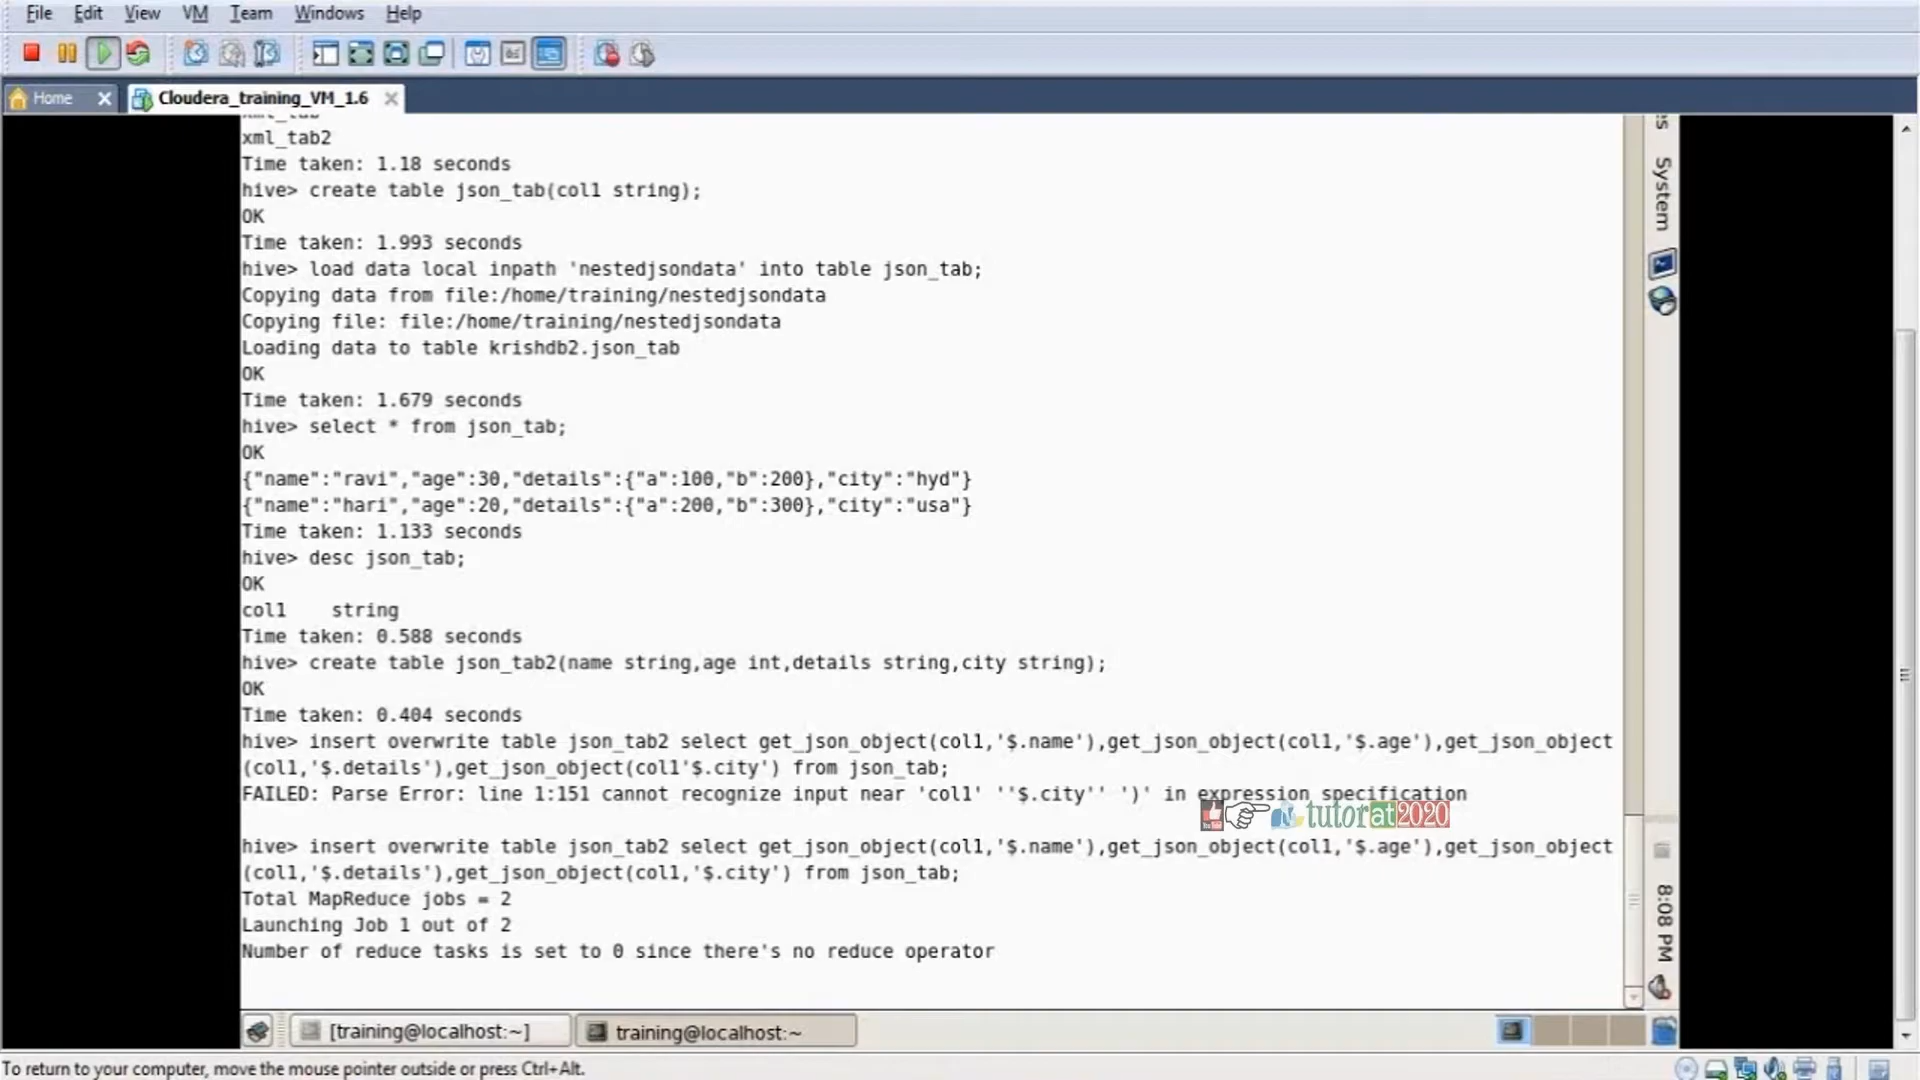 File Edit View VM Team Windows Help
Home
Cloudera_training_VM_1.6
xml_tab
xml_tab2
Time taken: 1.18 seconds
hive> create table json_tab(col1 string);
OK
Time taken: 1.993 seconds
hive> load data local inpath 'nestedjsondata' into table json_tab;
Copying data from file:/home/training/nestedjsondata
Copying file: file:/home/training/nestedjsondata
Loading data to table krishdb2.json_tab
OK
Time taken: 1.679 seconds
hive> select * from json_tab;
OK
{"name":"ravi","age":30,"details":{"a":100,"b":200},"city":"hyd"}
{"name":"hari","age":20,"details":{"a":200,"b":300},"city":"usa"}
Time taken: 1.133 seconds
hive> desc json_tab;
OK
col1 string
Time taken: 0.588 seconds
hive> create table json_tab2(name string,age int,details string,city string);
OK
Time taken: 0.404 seconds
hive> insert overwrite table json_tab2 select get_json_object(col1,'$.name'),get_json_object(col1,'$.age'),get_json_object
(col1,'$.details'),get_json_object(col1'$.city') from json_tab;
FAILED: Parse Error: line 1:151 cannot recognize input near 'col1' ''$.city'' ')' in expression specification
tutorat2020
hive> insert overwrite table json_tab2 select get_json_object(col1,'$.name'),get_json_object(col1,'$.age'),get_json_object
(col1,'$.details'),get_json_object(col1,'$.city') from json_tab;
Total MapReduce jobs = 2
Launching Job 1 out of 2
Number of reduce tasks is set to 0 since there's no reduce operator
System
8:08 PM
[training@localhost:~]
training@localhost:~
To return to your computer, move the mouse pointer outside or press Ctrl+Alt.